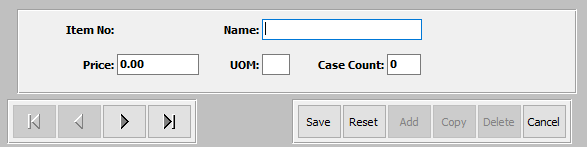 Item No: Name:
Price: 0.00 UOM: Case Count: 0
Save Reset Add Copy Delete Cancel